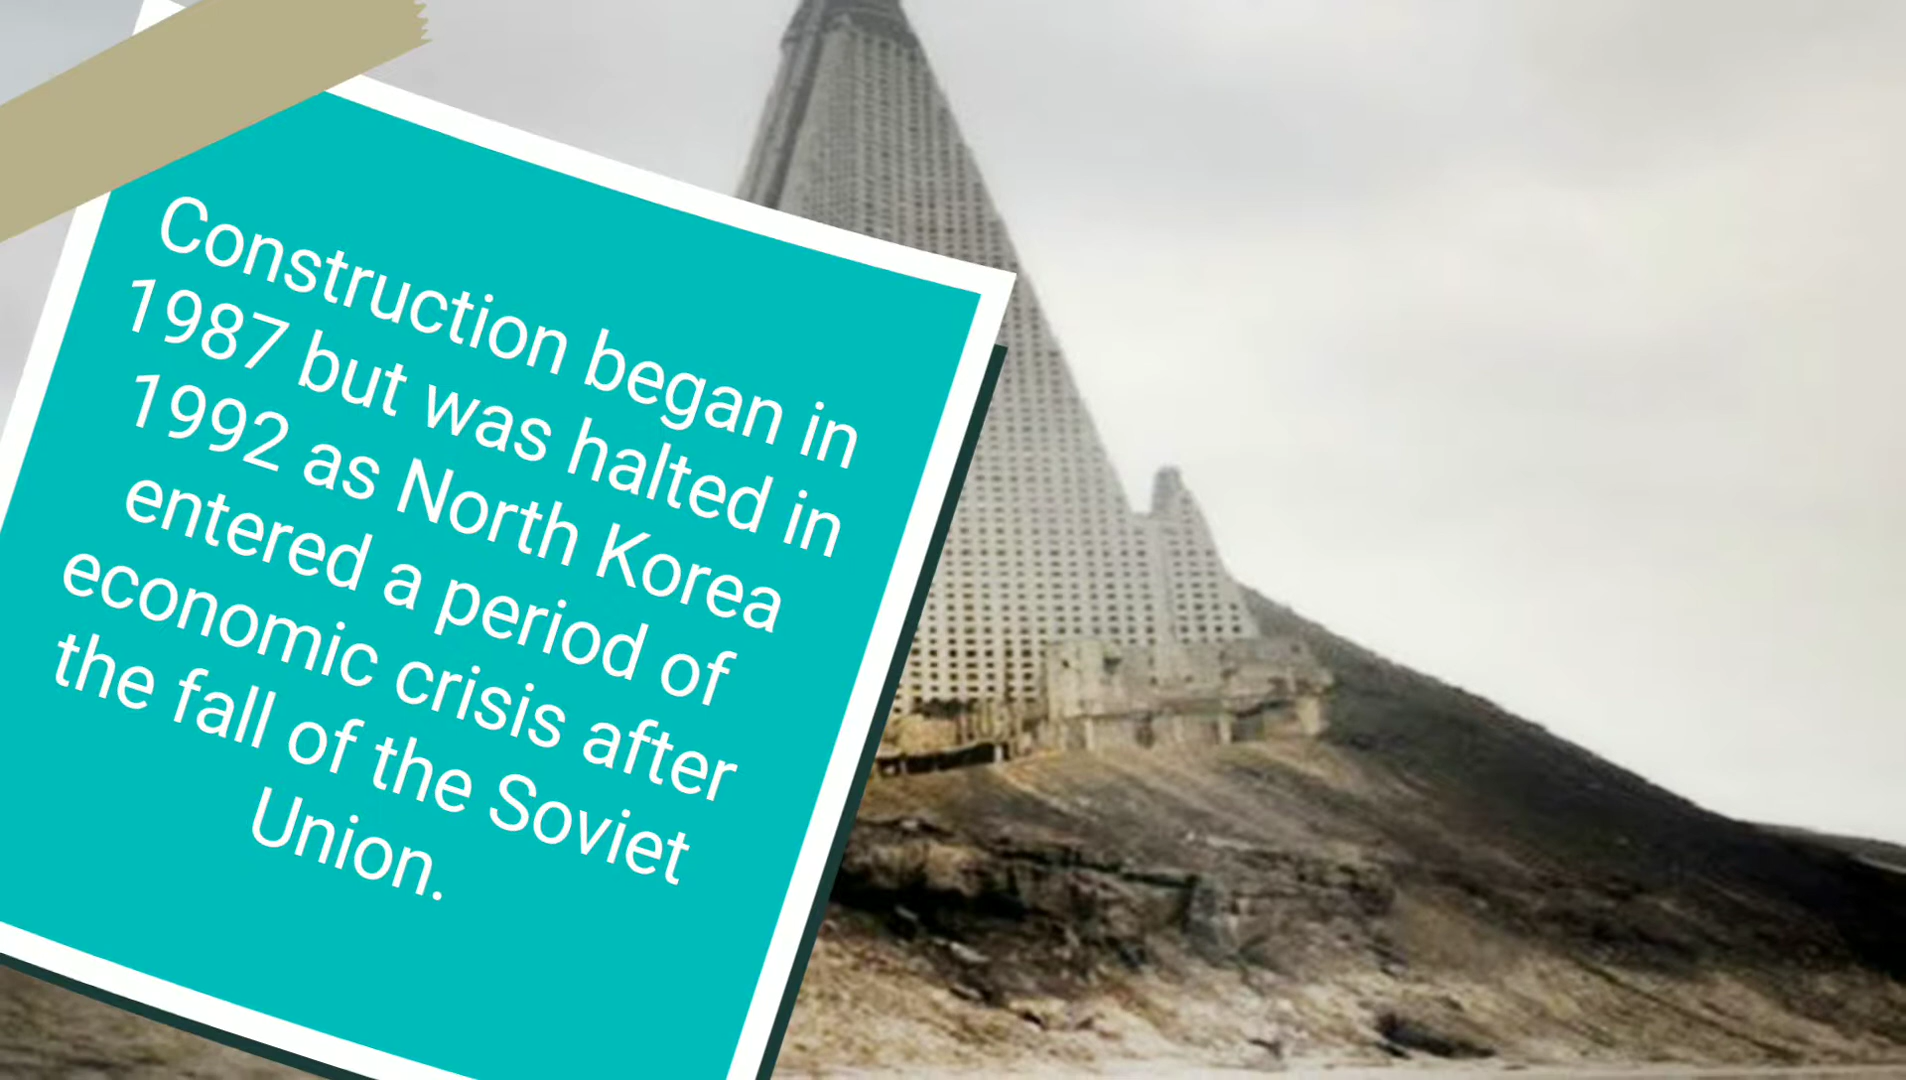 Construction began in
1987 but was halted in
1992 as North Korea
entered a period of
economic crisis after
the fall of the Soviet
Union.